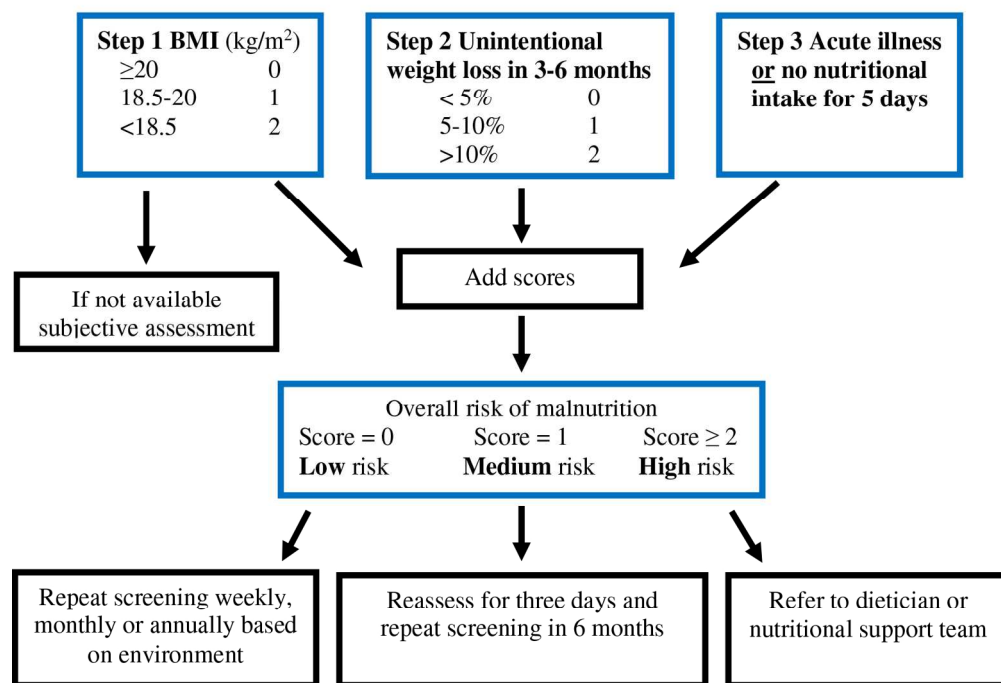 Step 1 BMI (kg/m²)
≥20 0
18.5-20 1
<18.5 2
Step 2 Unintentional
weight loss in 3-6 months
< 5% 0
5-10% 1
>10% 2
Step 3 Acute illness
or no nutritional
intake for 5 days
If not available
subjective assessment
Add scores
Overall risk of malnutrition
Score = 0 Score = 1 Score ≥ 2
Low risk Medium risk High risk
Repeat screening weekly,
monthly or annually based
on environment
Reassess for three days and
repeat screening in 6 months
Refer to dietician or
nutritional support team